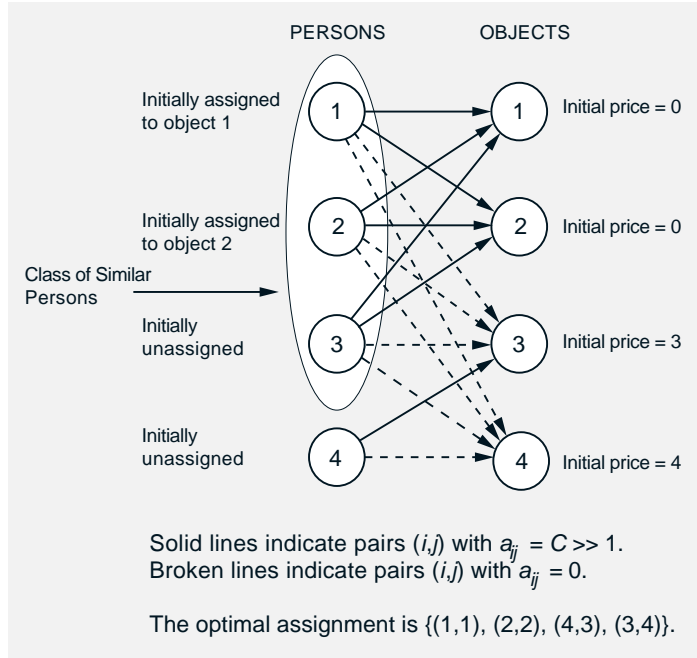 PERSONS OBJECTS
Initially assigned
to object 1
1
1
Initial price = 0
Initially assigned
to object 2
2
2
Initial price = 0
Class of Similar
Persons
Initially
unassigned
3
3
Initial price = 3
Initially
unassigned
4
4
Initial price = 4
Solid lines indicate pairs (i,j) with aij = C >> 1.
Broken lines indicate pairs (i,j) with aij = 0.
The optimal assignment is {(1,1), (2,2), (4,3), (3,4)}.